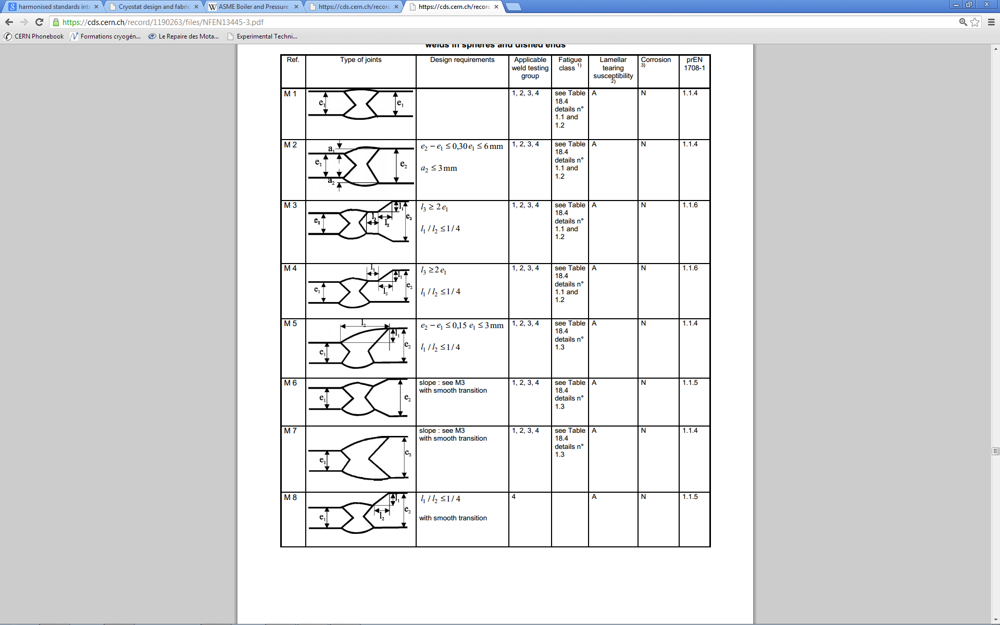 harmonised standards int
Cryostat design and fabric
ASME Boiler and Pressure
https://cds.cern.ch/recorc
https://cds.cern.ch/recorc
https://cds.cern.ch/record/1190263/files/NFEN13445-3.pdf
CERN Phonebook
Formations cryogén...
Le Repaire des Mota...
Experimental Techni...
welds in spheres and dished ends
Ref. Type of joints Design requirements Applicable weld testing group Fatigue class 1) Lamellar tearing susceptibility 2) Corrosion 3) prEN 1708-1
M 1
e1 e1
1, 2, 3, 4
see Table
18.4
details n°
1.1 and
1.2
A
N
1.1.4
M 2
a1 e1 a2 e2
e2 − e1 ≤ 0,30 e1 ≤ 6 mm
a2 ≤ 3 mm
1, 2, 3, 4
see Table
18.4
details n°
1.1 and
1.2
A
N
1.1.4
M 3
e1 l3 l2 l1 e2
l3 ≥ 2 e1
l1 / l2 ≤ 1 / 4
1, 2, 3, 4
see Table
18.4
details n°
1.1 and
1.2
A
N
1.1.6
M 4
e1 l3 l2 l1 e2
l3 ≥ 2 e1
l1 / l2 ≤ 1 / 4
1, 2, 3, 4
see Table
18.4
details n°
1.1 and
1.2
A
N
1.1.6
M 5
e1 l2 l1 e2
e2 − e1 ≤ 0,15 e1 ≤ 3 mm
l1 / l2 ≤ 1 / 4
1, 2, 3, 4
see Table
18.4
details n°
1.3
A
N
1.1.4
M 6
e1 e2
slope : see M3
with smooth transition
1, 2, 3, 4
see Table
18.4
details n°
1.3
A
N
1.1.5
M 7
e1 e2
slope : see M3
with smooth transition
1, 2, 3, 4
see Table
18.4
details n°
1.3
A
N
1.1.4
M 8
e1 l2 l1 e2
l1 / l2 ≤ 1 / 4
with smooth transition
4
A
N
1.1.5